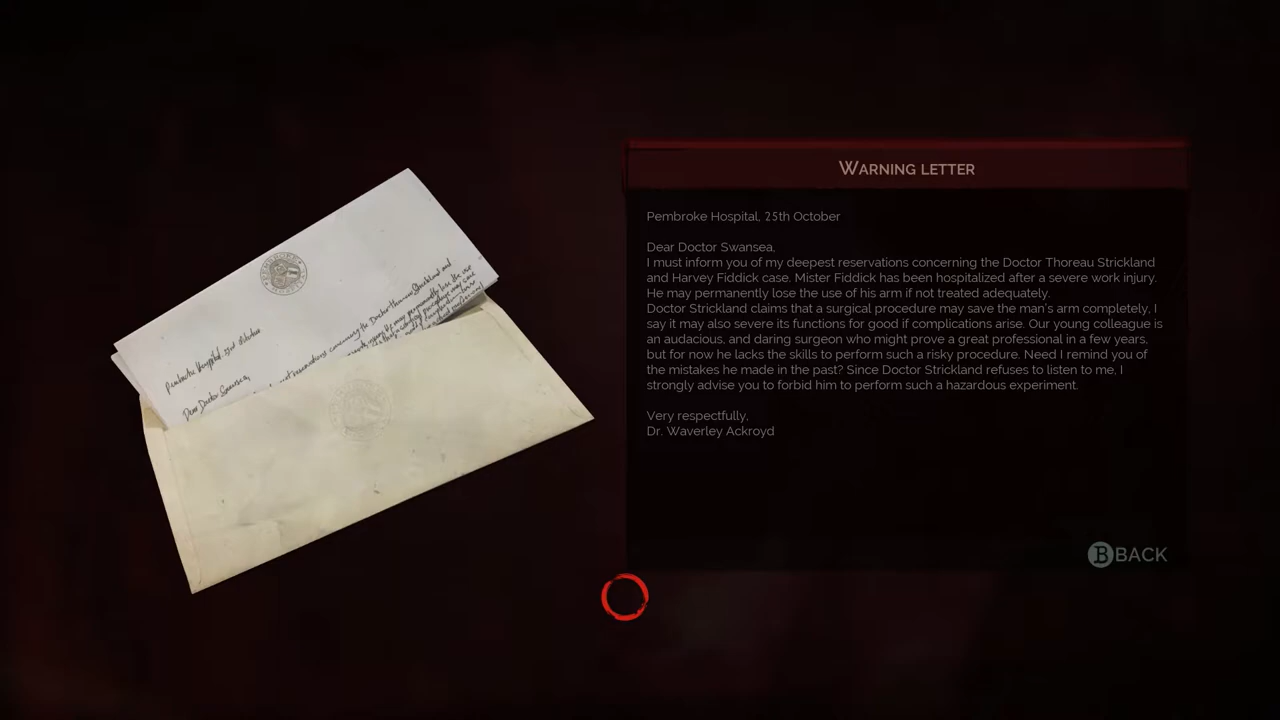 Pembroke Hospital, 23rd October
Dear Doctor Swansea,
WARNING LETTER
Pembroke Hospital, 25th October
Dear Doctor Swansea,
I must inform you of my deepest reservations concerning the Doctor Thoreau Strickland
and Harvey Fiddick case. Mister Fiddick has been hospitalized after a severe work injury.
He may permanently lose the use of his arm if not treated adequately.
Doctor Strickland claims that a surgical procedure may save the man's arm completely, I
say it may also sever its functions for good if complications arise. Our young colleague is
an audacious, and daring surgeon who might prove a great professional in a few years,
but for now he lacks the skills to perform such a risky procedure. Need I remind you of
the mistakes he made in the past? Since Doctor Strickland refuses to listen to me, I
strongly advise you to forbid him to perform such a hazardous experiment.
Very respectfully,
Dr. Waverley Ackroyd
B BACK